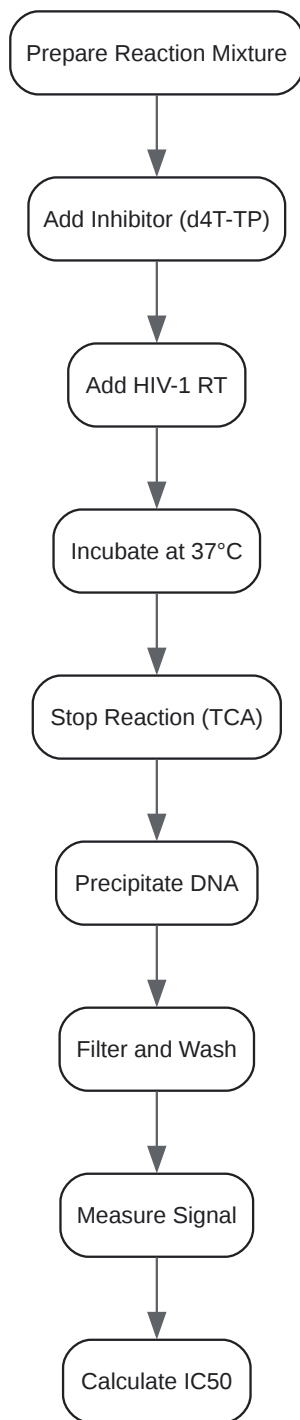 Prepare Reaction Mixture
Add Inhibitor (d4T-TP)
Add HIV-1 RT
Incubate at 37°C
Stop Reaction (TCA)
Precipitate DNA
Filter and Wash
Measure Signal
Calculate IC50